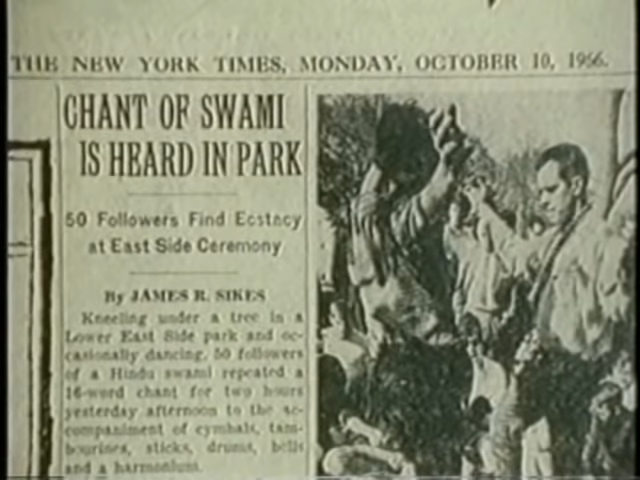 THE NEW YORK TIMES, MONDAY, OCTOBER 10, 1966.
CHANT OF SWAMI
IS HEARD IN PARK
50 Followers Find Ecstacy
at East Side Ceremony
By JAMES R. SIKES
Kneeling under a tree in a
Lower East Side park and oc-
casionally dancing, 50 followers
of a Hindu swami repeated a
16-word chant for two hours
yesterday afternoon to the ac-
companiment of cymbals, tam-
bourines, sticks, drums, bells
and a harmonium.